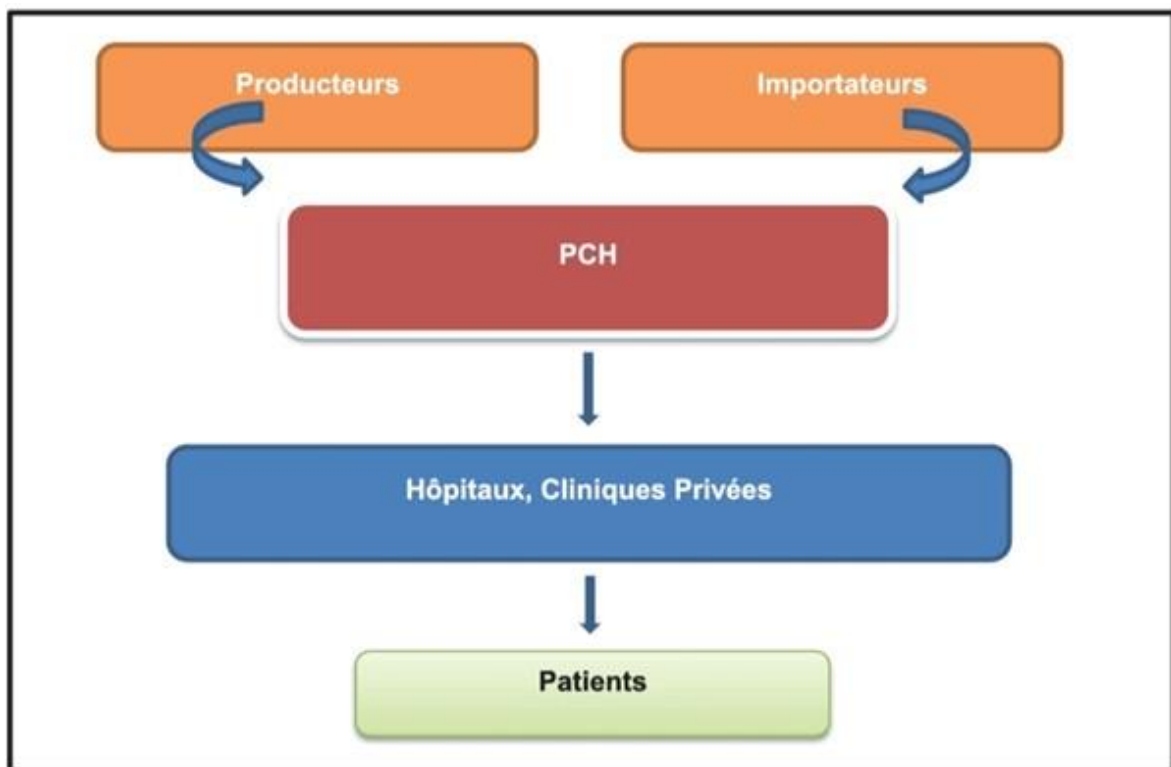 Producteurs
Importateurs
PCH
Hôpitaux, Cliniques Privées
Patients